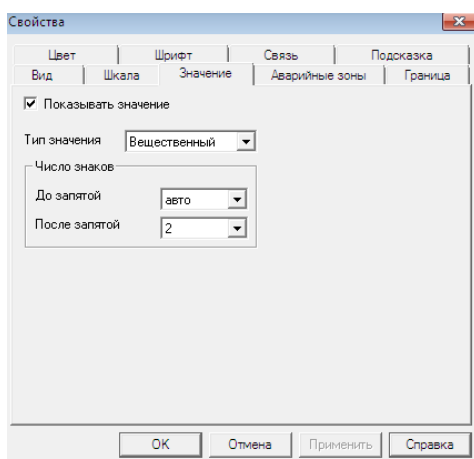 Свойства
Цвет Шрифт Связь Подсказка
Вид Шкала Значение Аварийные зоны Граница
Показывать значение
Тип значения Вещественный
Число знаков
До запятой авто
После запятой 2
OK Отмена Применить Справка